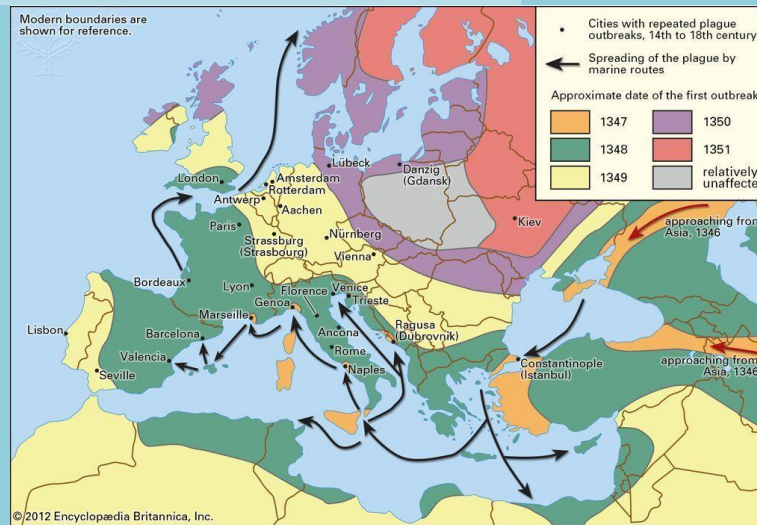 Modern boundaries are
shown for reference.
Cities with repeated plague
outbreaks, 14th to 18th century
Spreading of the plague by
marine routes
Approximate date of the first outbreak
1347
1350
1348
1351
1349
relatively
unaffecte
Lübeck
Danzig
(Gdansk)
London
Amsterdam
Rotterdam
Antwerp
Aachen
Kiev
Paris
Nürnberg
Strassburg
(Strasbourg)
Vienna
approaching from
Asia, 1346
Bordeaux
Lyon
Florence
Venice
Trieste
Genoa
Marseille
Lisbon
Barcelona
Ancona
Ragusa
(Dubrovnik)
Rome
Valencia
Naples
Constantinople
(Istanbul)
approaching from
Asia, 1346
Seville
© 2012 Encyclopædia Britannica, Inc.